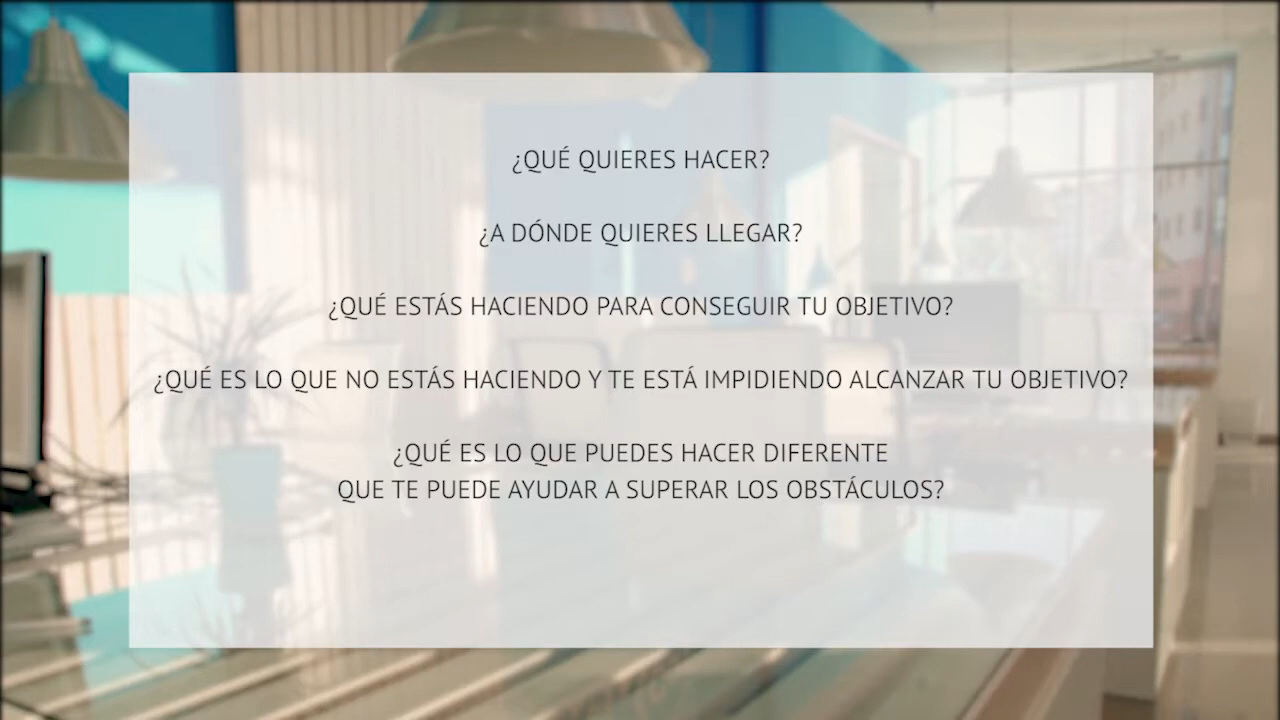 ¿QUÉ QUIERES HACER?
¿A DÓNDE QUIERES LLEGAR?
¿QUÉ ESTÁS HACIENDO PARA CONSEGUIR TU OBJETIVO?
¿QUÉ ES LO QUE NO ESTÁS HACIENDO Y TE ESTÁ IMPIDIENDO ALCANZAR TU OBJETIVO?
¿QUÉ ES LO QUE PUEDES HACER DIFERENTE
QUE TE PUEDE AYUDAR A SUPERAR LOS OBSTÁCULOS?